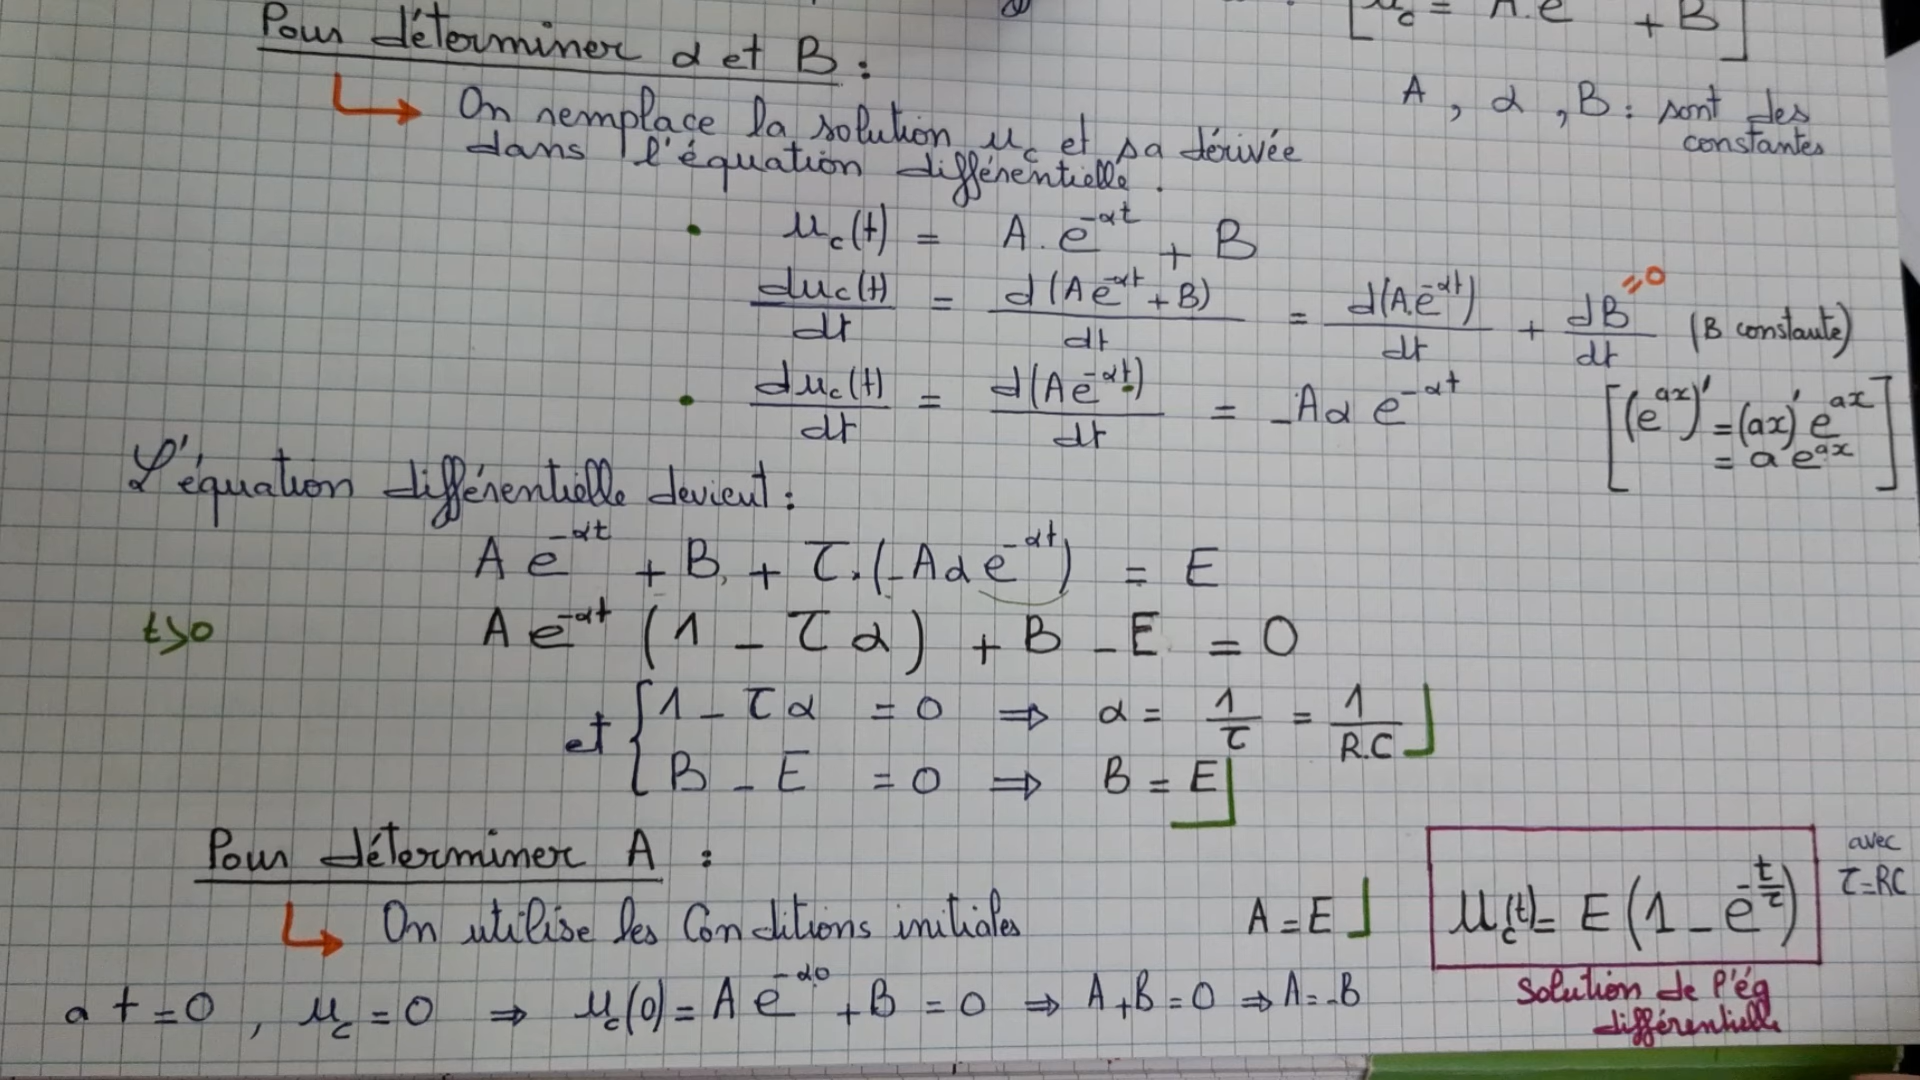 [u_c = A.e + B]
Pour déterminer α et B :
A , α , B : sont des
constantes
On remplace la solution u_c et sa dérivée
dans l'équation différentielle.
• u_c(t) = A. e^{-αt} + B
du_c(t)/dt = d(Ae^{-αt} + B)/dt = d(A.e^{-αt})/dt + dB/dt = 0 (B constante)
• du_c(t)/dt = d(Ae^{-αt})/dt = -Aα e^{-αt}
[(e^{ax})' = (ax)' e^{ax}
= a e^{ax}]
L'équation différentielle devient :
A e^{-αt} + B + τ.(-Aα e^{-αt}) = E
t>0 A e^{-αt} (1 - τ α) + B - E = 0
et { 1 - τα = 0 ⇒ α = 1/τ = 1/R.C
B - E = 0 ⇒ B = E
Pour déterminer A :
avec
τ=RC
On utilise les Conditions initiales
A = E
u_c(t) = E (1 - e^{-t/τ})
a t = 0 , u_c = 0 ⇒ u_c(0) = A e^{-α0} + B = 0 ⇒ A + B = 0 ⇒ A = -B
Solution de l'éq
différentielle